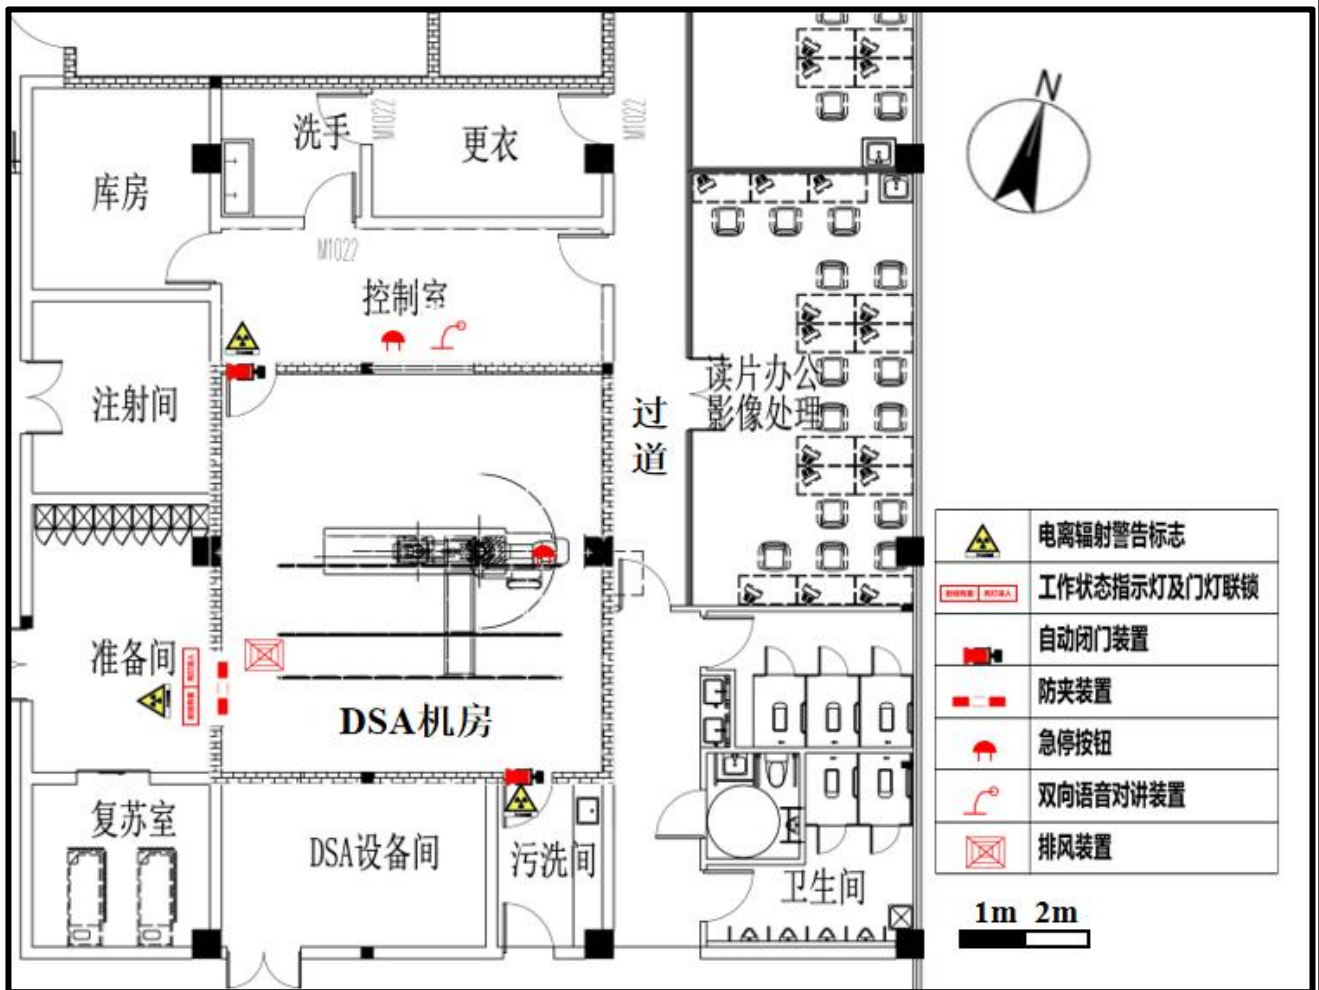 N
洗手
M1022
更衣
M1022
库房
M1022
控制室
注射间
过道
读片办公
影像处理
准备间
DSA机房
复苏室
DSA设备间
污洗间
卫生间
电离辐射警告标志
工作状态指示灯及门灯联锁
自动闭门装置
防夹装置
急停按钮
双向语音对讲装置
排风装置
1m 2m